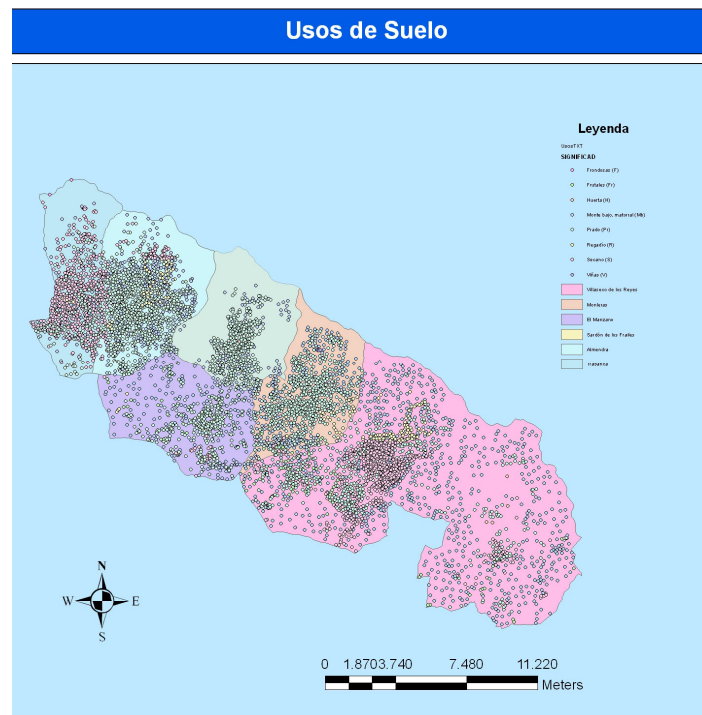 Usos de Suelo
Leyenda
UsosTXT
SIGNIFICAD
Frondosas (F)
Frutales (Fr)
Huerta (H)
Monte bajo, matorral (Mb)
Prado (Pr)
Regadío (R)
Secano (S)
Viñas (V)
Villaseco de los Reyes
Monleras
El Manzano
Sardón de los Frailes
Almendra
Trabanca
N
W
E
S
0 1.870 3.740 7.480 11.220
Meters